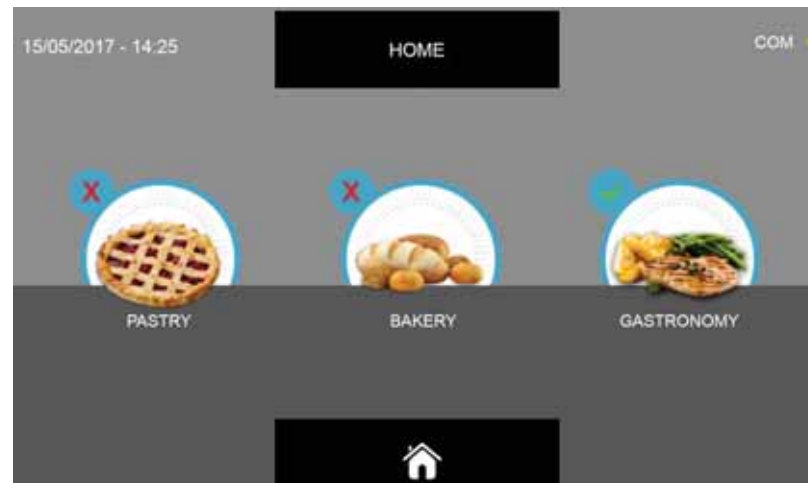 15/05/2017 - 14:25
HOME
COM
X
X
PASTRY
BAKERY
GASTRONOMY